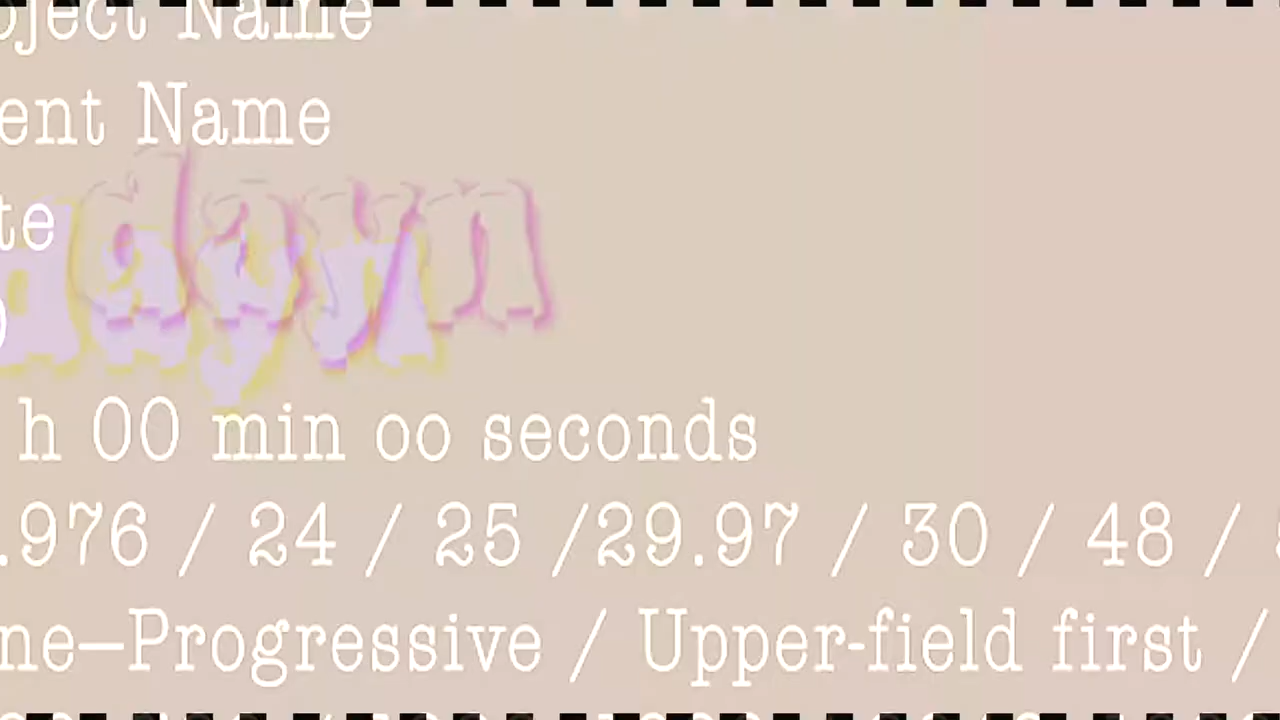 oject Name
ent Name
te
dayn
h 00 min oo seconds
.976 / 24 / 25 /29.97 / 30 / 48 /
ne—Progressive / Upper-field first /